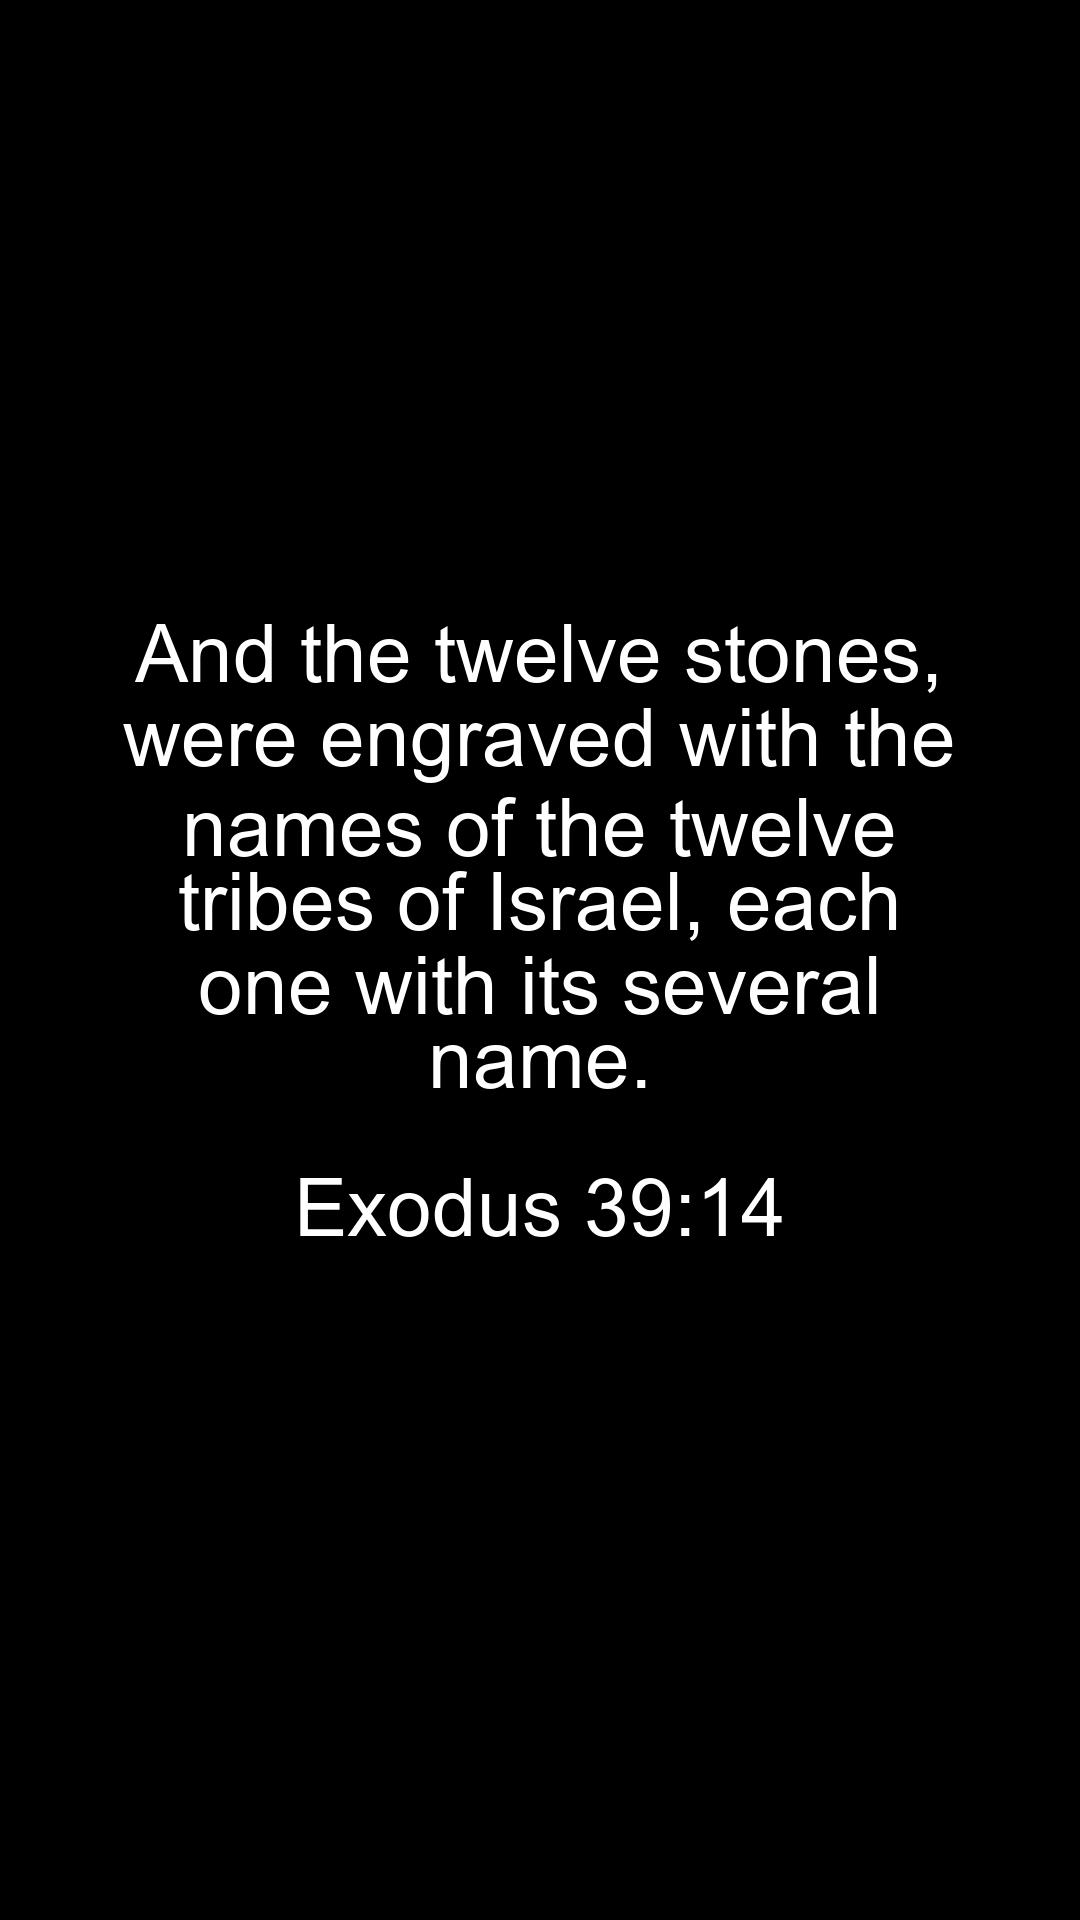 And the twelve stones,
were engraved with the
names of the twelve
tribes of Israel, each
one with its several
name.
Exodus 39:14